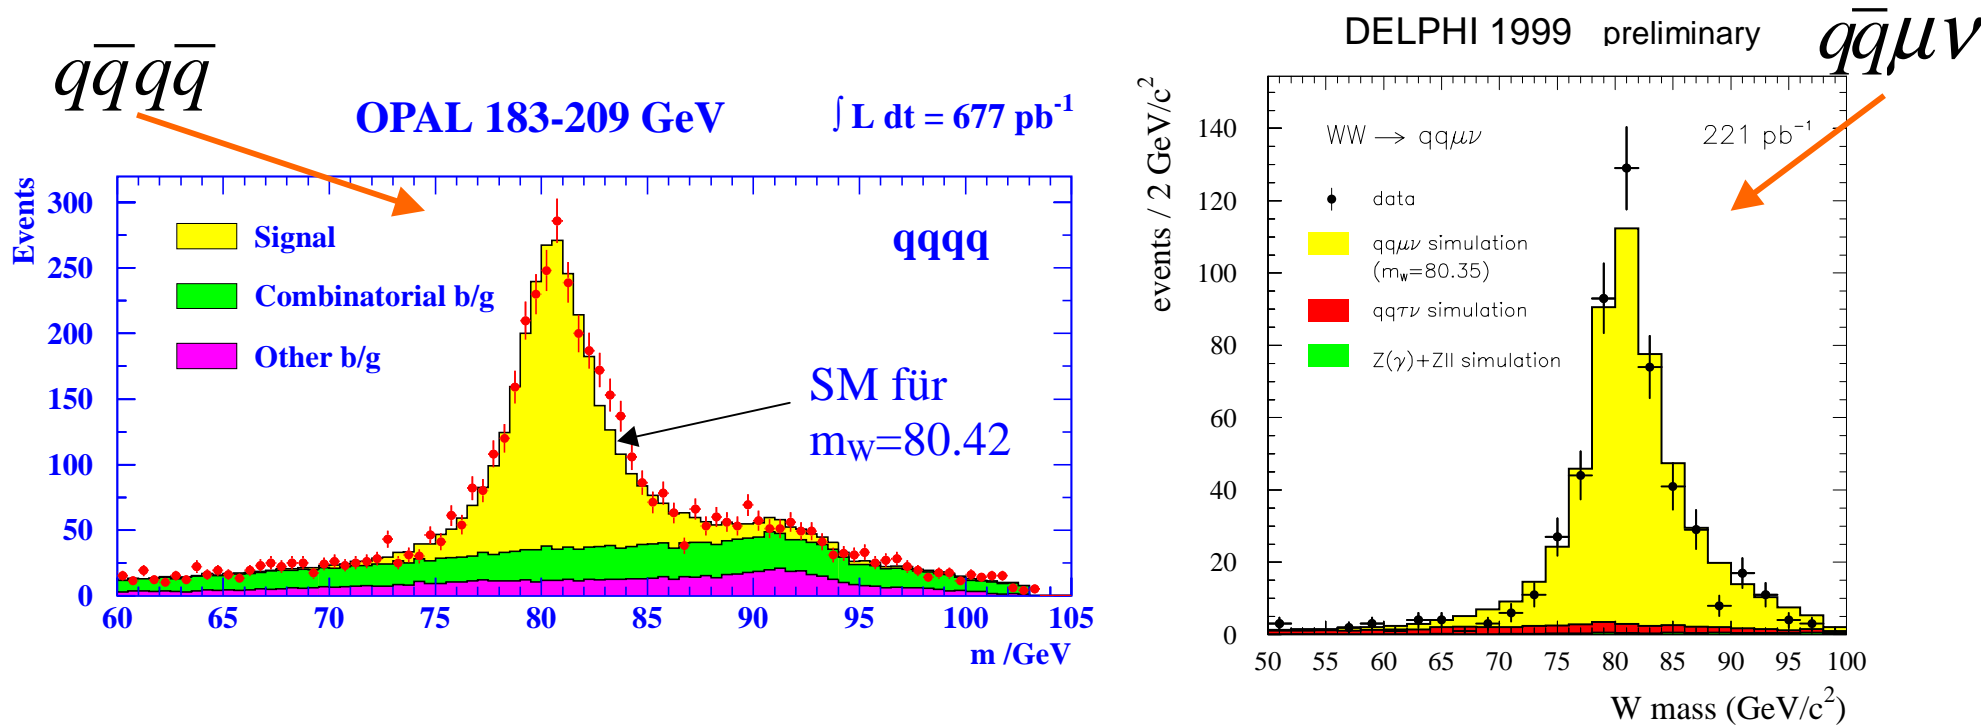 qq̅qq̅
OPAL 183-209 GeV
∫ L dt = 677 pb⁻¹
Events
300
250
200
150
100
50
0
Signal
Combinatorial b/g
Other b/g
qqqq
SM für
mW=80.42
60 65 70 75 80 85 90 95 100 105
m /GeV
DELPHI 1999 preliminary
qq̅μν
events / 2 GeV/c²
140
120
100
80
60
40
20
0
WW → qqμν
221 pb⁻¹
data
qqμν simulation
(mw=80.35)
qqτν simulation
Z(γ)+Zll simulation
50 55 60 65 70 75 80 85 90 95 100
W mass (GeV/c²)